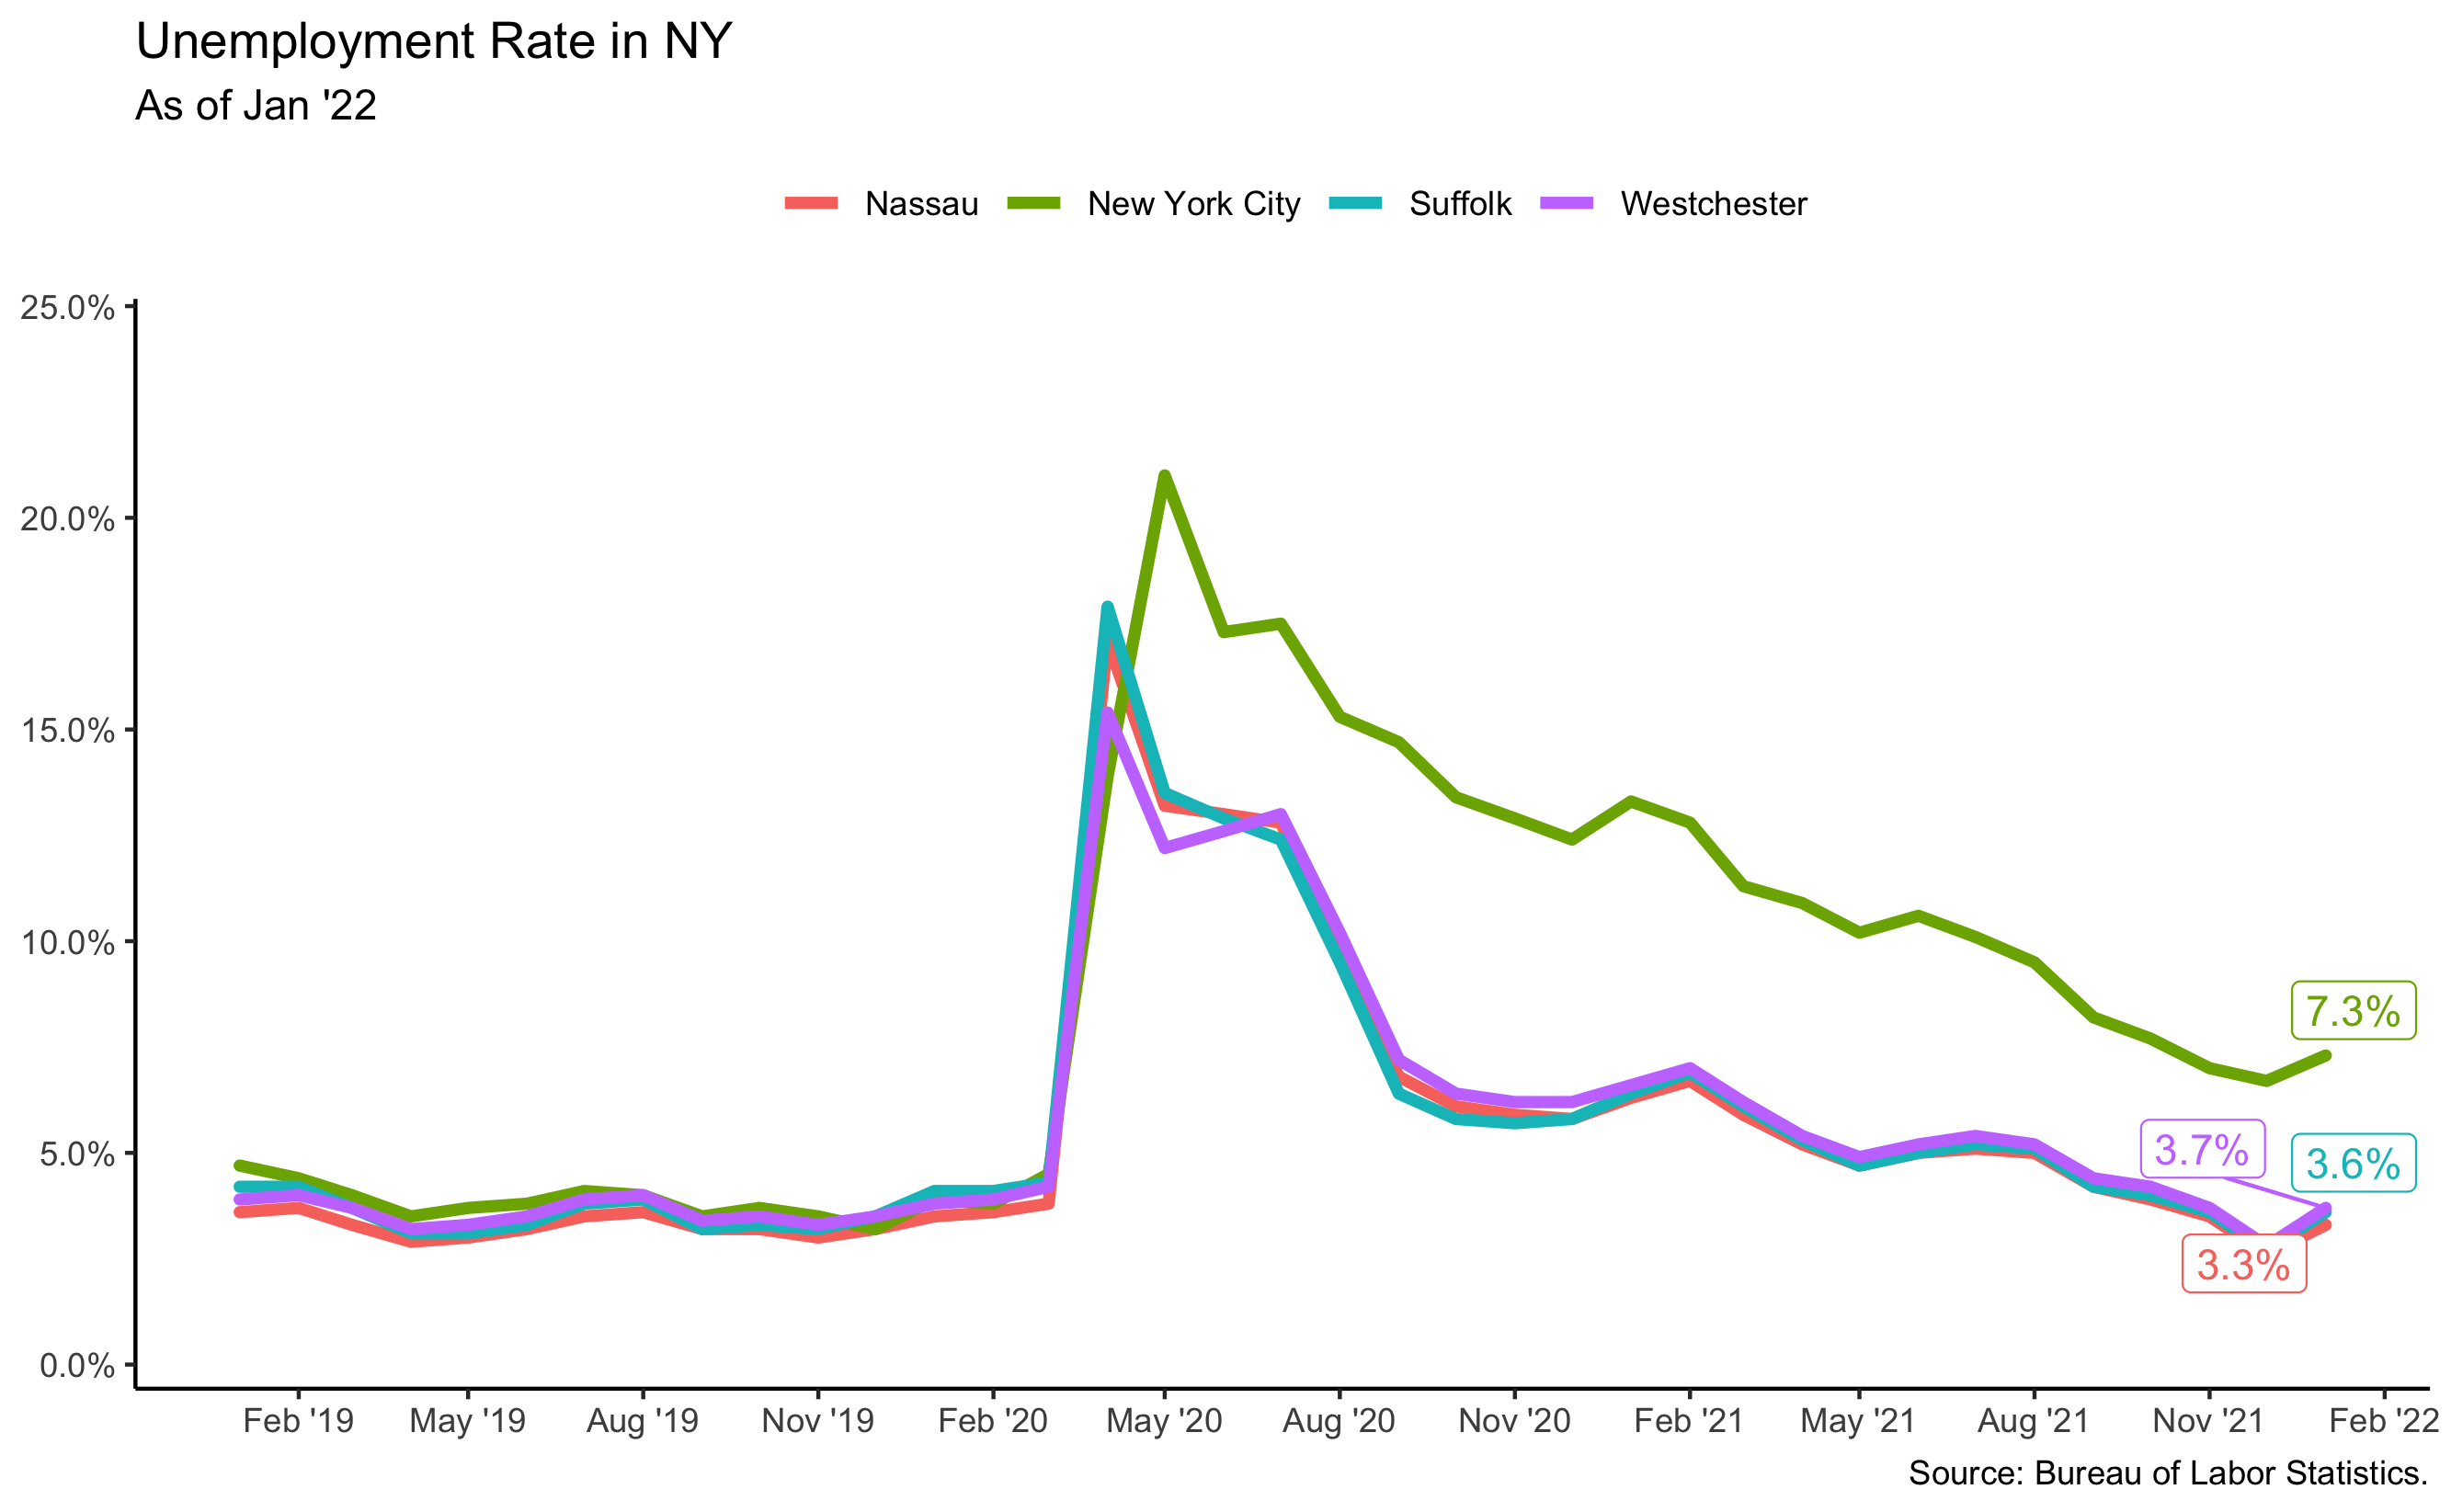 Unemployment Rate in NY
As of Jan '22
Nassau New York City Suffolk Westchester
25.0%
20.0%
15.0%
10.0%
5.0%
0.0%
7.3%
3.7%
3.6%
3.3%
Feb '19 May '19 Aug '19 Nov '19 Feb '20 May '20 Aug '20 Nov '20 Feb '21 May '21 Aug '21 Nov '21 Feb '22
Source: Bureau of Labor Statistics.